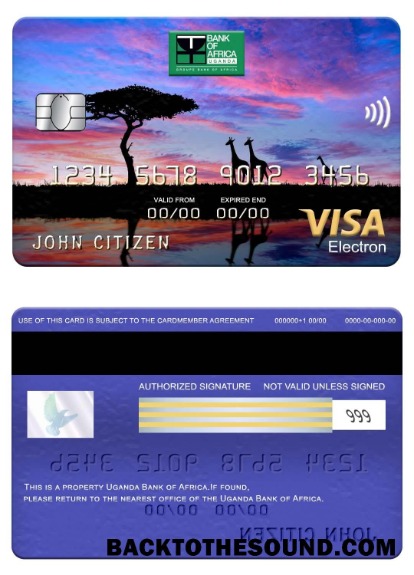 BANK
OF
AFRICA
UGANDA
GROUPE BANK OF AFRICA
1234 5678 9012 3456
VALID FROM EXPIRED END
00/00 00/00
JOHN CITIZEN
VISA
Electron
USE OF THIS CARD IS SUBJECT TO THE CARDMEMBER AGREEMENT 000000+1 00/00 0000-00-000-00
AUTHORIZED SIGNATURE NOT VALID UNLESS SIGNED
999
1234 5678 9012 3456
THIS IS A PROPERTY UGANDA BANK OF AFRICA.IF FOUND,
PLEASE RETURN TO THE NEAREST OFFICE OF THE UGANDA BANK OF AFRICA.
00/00 00/00
JOHN CITIZEN
BACKTOTHESOUND.COM